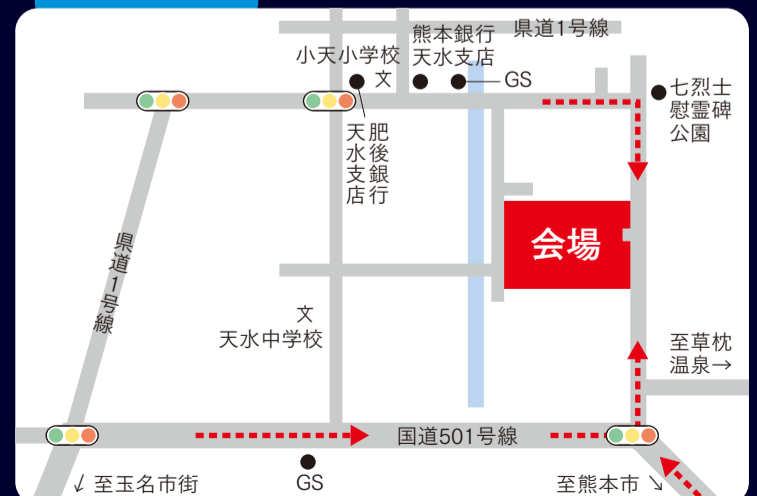 県道1号線
熊本銀行
天水支店
小天小学校
文
GS
七烈士
慰霊碑
公園
肥後銀行
天水支店
会場
県道1号線
文
天水中学校
至草枕
温泉→
国道501号線
↙ 至玉名市街
GS
至熊本市 ↘